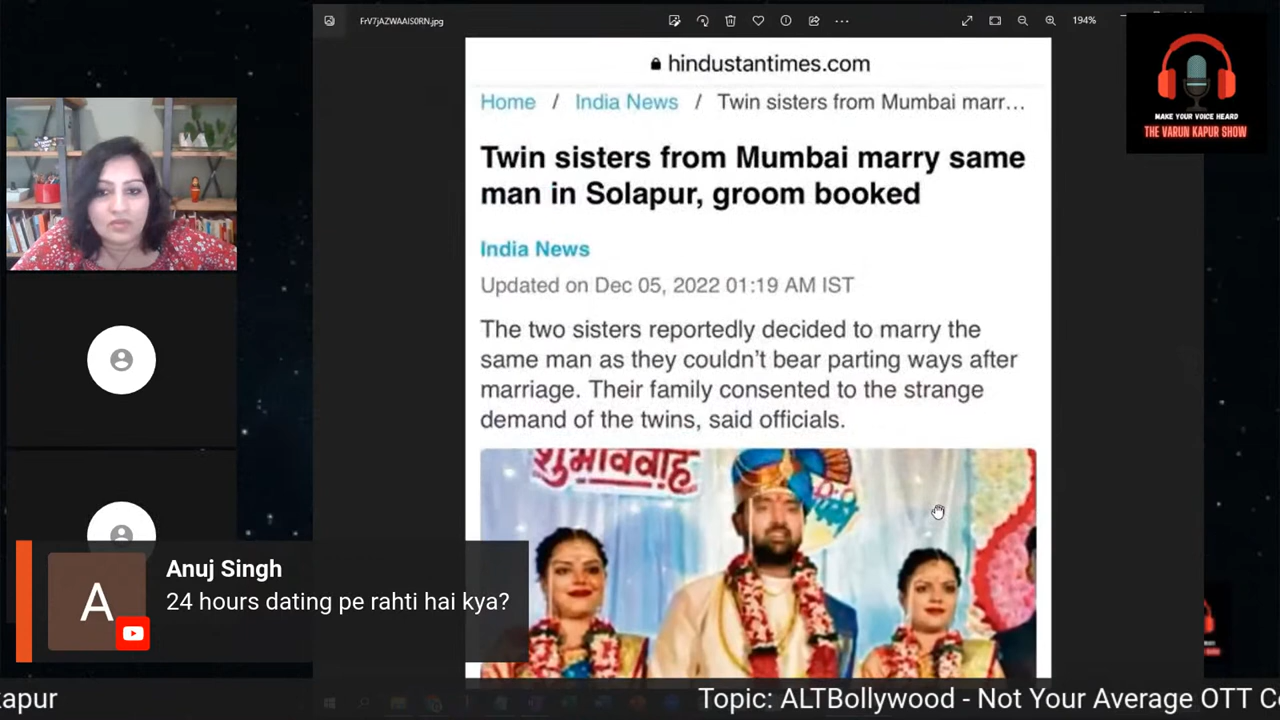 FrV7jAZWAAIS0RN.jpg
194%
hindustantimes.com
Home / India News / Twin sisters from Mumbai marr...
Twin sisters from Mumbai marry same
man in Solapur, groom booked
India News
Updated on Dec 05, 2022 01:19 AM IST
The two sisters reportedly decided to marry the
same man as they couldn't bear parting ways after
marriage. Their family consented to the strange
demand of the twins, said officials.
शुभविवाह
MAKE YOUR VOICE HEARD
THE VARUN KAPUR SHOW
A
Anuj Singh
24 hours dating pe rahti hai kya?
kapur
Topic: ALTBollywood - Not Your Average OTT C